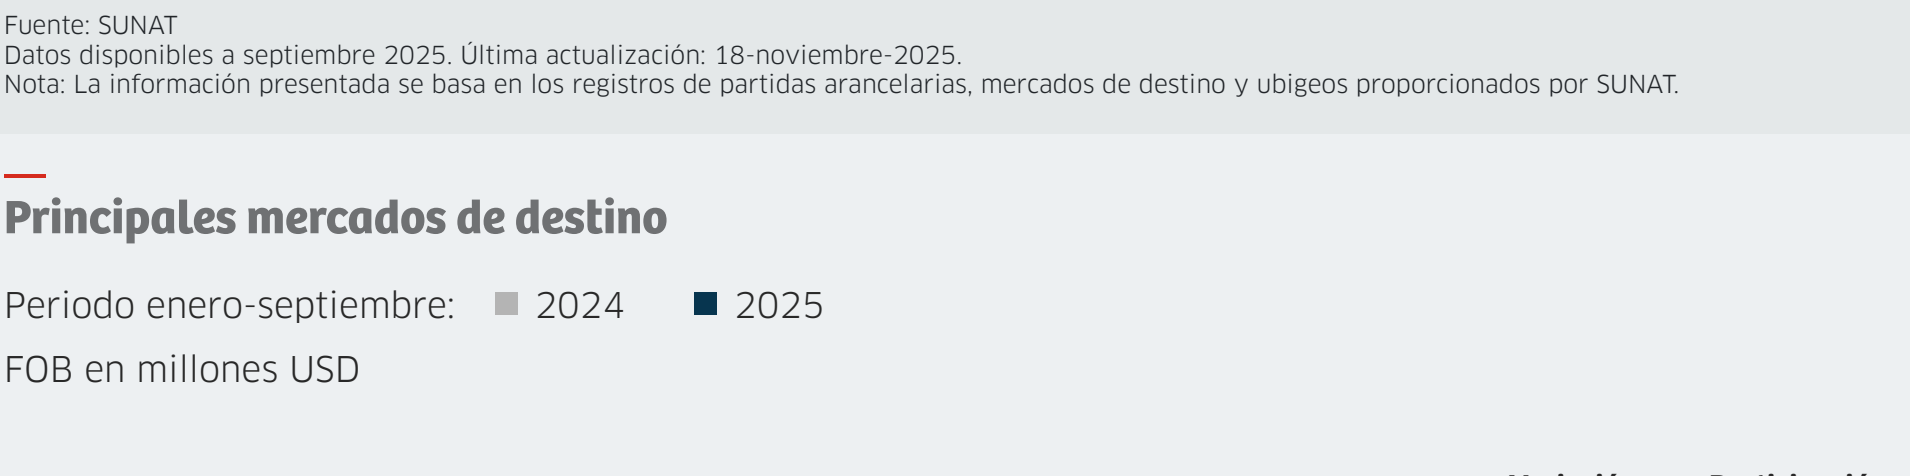 Fuente: SUNAT
Datos disponibles a septiembre 2025. Última actualización: 18-noviembre-2025.
Nota: La información presentada se basa en los registros de partidas arancelarias, mercados de destino y ubigeos proporcionados por SUNAT.
Principales mercados de destino
Periodo enero-septiembre: 2024 2025
FOB en millones USD